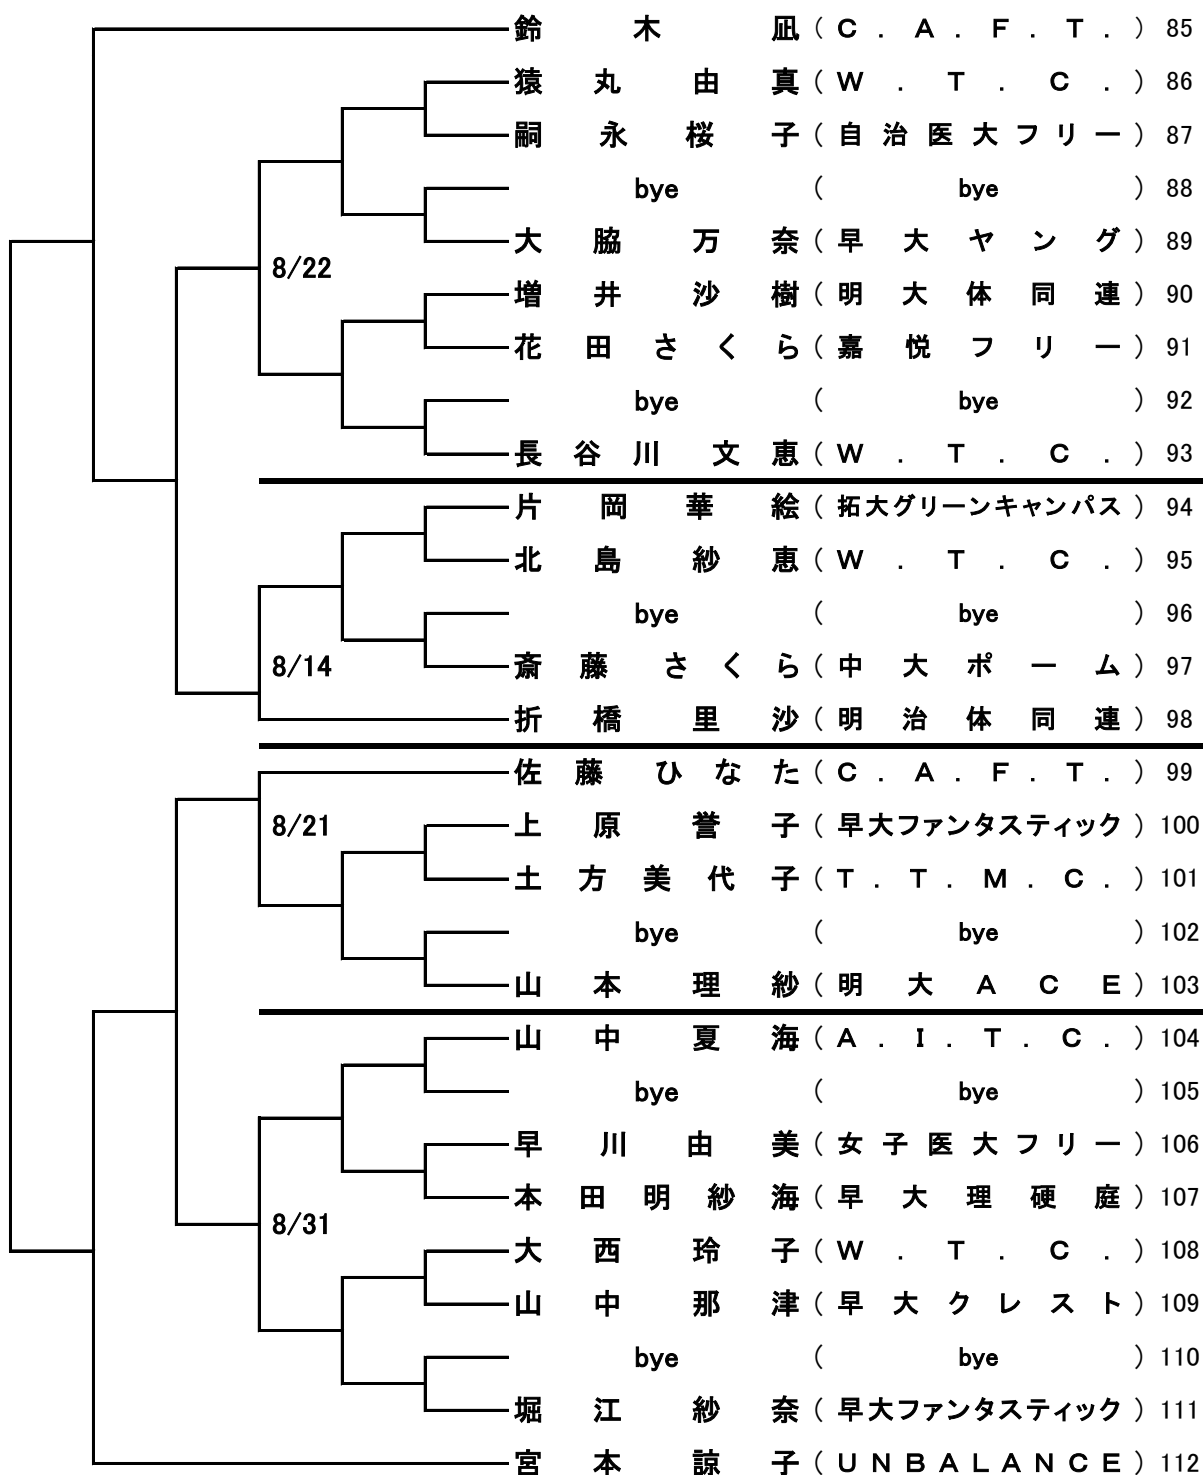 鈴木凪(C.A.F.T.)85
猿丸由真(W.T.C.)86
嗣永桜子(自治医大フリー)87
bye(bye)88
大脇万奈(早大ヤング)89
8/22
増井沙樹(明大体同連)90
花田さくら(嘉悦フリー)91
bye(bye)92
長谷川文恵(W.T.C.)93
片岡華絵(拓大グリーンキャンパス)94
北島紗恵(W.T.C.)95
bye(bye)96
8/14 斎藤さくら(中大ポーム)97
折橋里沙(明治体同連)98
佐藤ひなた(C.A.F.T.)99
8/21 上原誉子(早大ファンタスティック)100
土方美代子(T.T.M.C.)101
bye(bye)102
山本理紗(明大ACE)103
山中夏海(A.I.T.C.)104
bye(bye)105
早川由美(女子医大フリー)106
本田明紗海(早大理硬庭)107
8/31
大西玲子(W.T.C.)108
山中那津(早大クレスト)109
bye(bye)110
堀江紗奈(早大ファンタスティック)111
宮本諒子(UNBALANCE)112